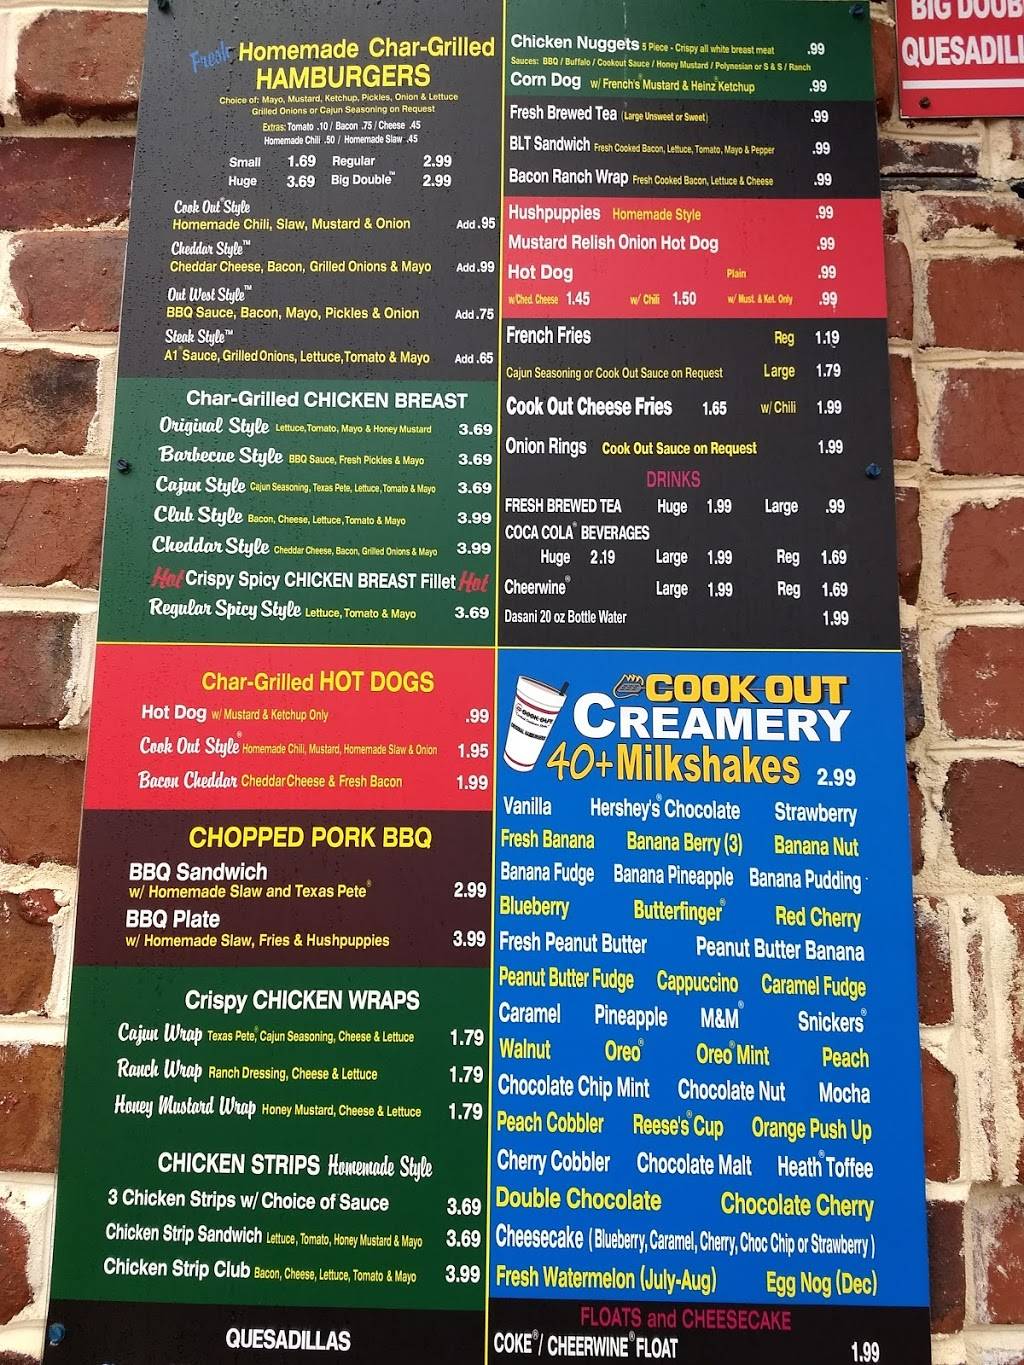 Fresh Homemade Char-Grilled
HAMBURGERS
Choice of: Mayo, Mustard, Ketchup, Pickles, Onion & Lettuce
Grilled Onions or Cajun Seasoning on Request
Extras: Tomato .10 / Bacon .75 / Cheese .45
Homemade Chili .50 / Homemade Slaw .45
Small 1.69 Regular 2.99
Huge 3.69 Big Double™ 2.99
Cook Out® Style
Homemade Chili, Slaw, Mustard & Onion Add .95
Cheddar Style™
Cheddar Cheese, Bacon, Grilled Onions & Mayo Add .99
Out West Style™
BBQ Sauce, Bacon, Mayo, Pickles & Onion Add .75
Steak Style™
A1® Sauce, Grilled Onions, Lettuce, Tomato & Mayo Add .65
Char-Grilled CHICKEN BREAST
Original Style Lettuce, Tomato, Mayo & Honey Mustard 3.69
Barbecue Style BBQ Sauce, Fresh Pickles & Mayo 3.69
Cajun Style Cajun Seasoning, Texas Pete, Lettuce, Tomato & Mayo 3.69
Club Style Bacon, Cheese, Lettuce, Tomato & Mayo 3.99
Cheddar Style Cheddar Cheese, Bacon, Grilled Onions & Mayo 3.99
Hot Crispy Spicy CHICKEN BREAST Fillet Hot
Regular Spicy Style Lettuce, Tomato & Mayo 3.69
Char-Grilled HOT DOGS
Hot Dog w/ Mustard & Ketchup Only .99
Cook Out Style® Homemade Chili, Mustard, Homemade Slaw & Onion 1.95
Bacon Cheddar Cheddar Cheese & Fresh Bacon 1.99
CHOPPED PORK BBQ
BBQ Sandwich
w/ Homemade Slaw and Texas Pete® 2.99
BBQ Plate
w/ Homemade Slaw, Fries & Hushpuppies 3.99
Crispy CHICKEN WRAPS
Cajun Wrap Texas Pete®, Cajun Seasoning, Cheese & Lettuce 1.79
Ranch Wrap Ranch Dressing, Cheese & Lettuce 1.79
Honey Mustard Wrap Honey Mustard, Cheese & Lettuce 1.79
CHICKEN STRIPS Homemade Style
3 Chicken Strips w/ Choice of Sauce 3.69
Chicken Strip Sandwich Lettuce, Tomato, Honey Mustard & Mayo 3.69
Chicken Strip Club Bacon, Cheese, Lettuce, Tomato & Mayo 3.99
QUESADILLAS
Chicken Nuggets 5 Piece - Crispy all white breast meat .99
Sauces: BBQ / Buffalo / Cookout Sauce / Honey Mustard / Polynesian or S & S / Ranch
Corn Dog w/ French's Mustard & Heinz® Ketchup .99
Fresh Brewed Tea (Large Unsweet or Sweet) .99
BLT Sandwich Fresh Cooked Bacon, Lettuce, Tomato, Mayo & Pepper .99
Bacon Ranch Wrap Fresh Cooked Bacon, Lettuce & Cheese .99
Hushpuppies Homemade Style .99
Mustard Relish Onion Hot Dog .99
Hot Dog Plain .99
w/Ched. Cheese 1.45 w/ Chili 1.50 w/ Must. & Ket. Only .99
French Fries Reg 1.19
Cajun Seasoning or Cook Out Sauce on Request Large 1.79
Cook Out Cheese Fries 1.65 w/ Chili 1.99
Onion Rings Cook Out Sauce on Request 1.99
DRINKS
FRESH BREWED TEA Huge 1.99 Large .99
COCA COLA® BEVERAGES
Huge 2.19 Large 1.99 Reg 1.69
Cheerwine® Large 1.99 Reg 1.69
Dasani 20 oz Bottle Water 1.99
COOK OUT
COOK OUT
CREAMERY
40+ Milkshakes 2.99
Vanilla Hershey's® Chocolate Strawberry
Fresh Banana Banana Berry (3) Banana Nut
Banana Fudge Banana Pineapple Banana Pudding
Blueberry Butterfinger® Red Cherry
Fresh Peanut Butter Peanut Butter Banana
Peanut Butter Fudge Cappuccino Caramel Fudge
Caramel Pineapple M&M® Snickers®
Walnut Oreo® Oreo® Mint Peach
Chocolate Chip Mint Chocolate Nut Mocha
Peach Cobbler Reese's® Cup Orange Push Up
Cherry Cobbler Chocolate Malt Heath® Toffee
Double Chocolate Chocolate Cherry
Cheesecake ( Blueberry, Caramel, Cherry, Choc Chip or Strawberry )
Fresh Watermelon (July-Aug) Egg Nog (Dec)
FLOATS and CHEESECAKE
COKE® / CHEERWINE® FLOAT 1.99
BIG DOUB
QUESADILL